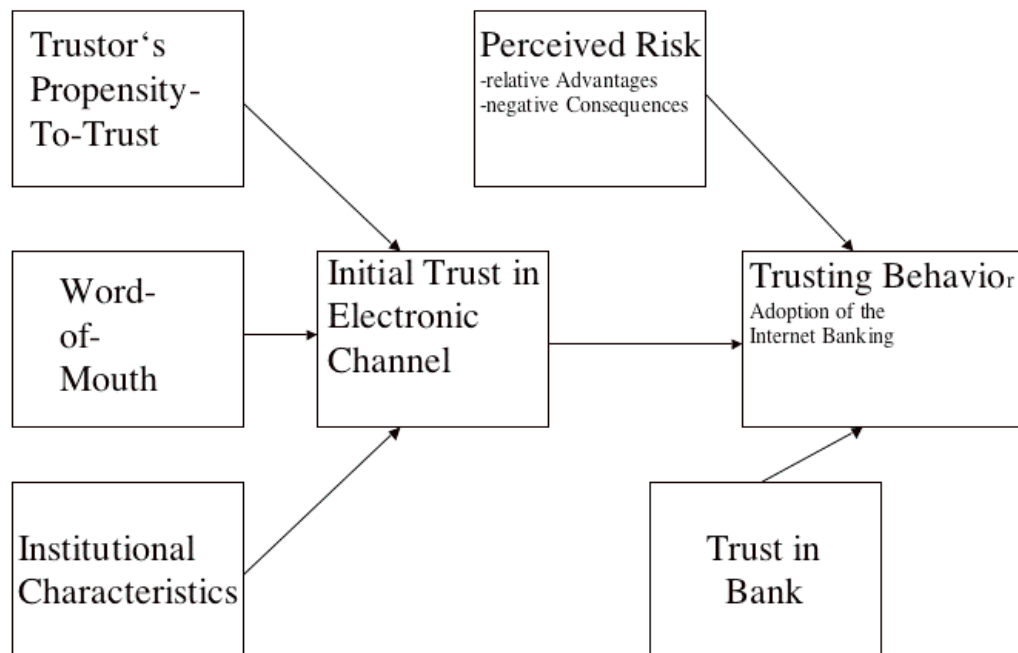 Trustor‘s
Propensity-
To-Trust
Perceived Risk
-relative Advantages
-negative Consequences
Word-
of-
Mouth
Initial Trust in
Electronic
Channel
Trusting Behavior
Adoption of the
Internet Banking
Institutional
Characteristics
Trust in
Bank